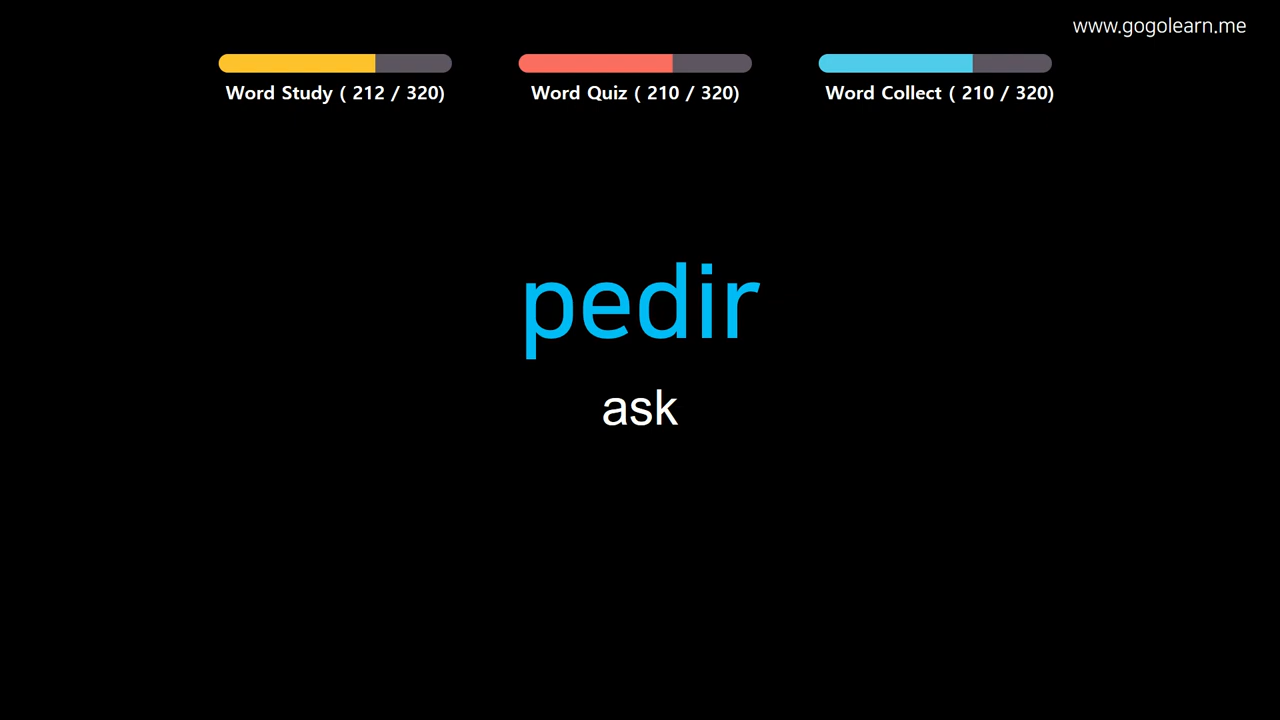 www.gogolearn.me
Word Study ( 212 / 320)
Word Quiz ( 210 / 320)
Word Collect ( 210 / 320)
pedir
ask